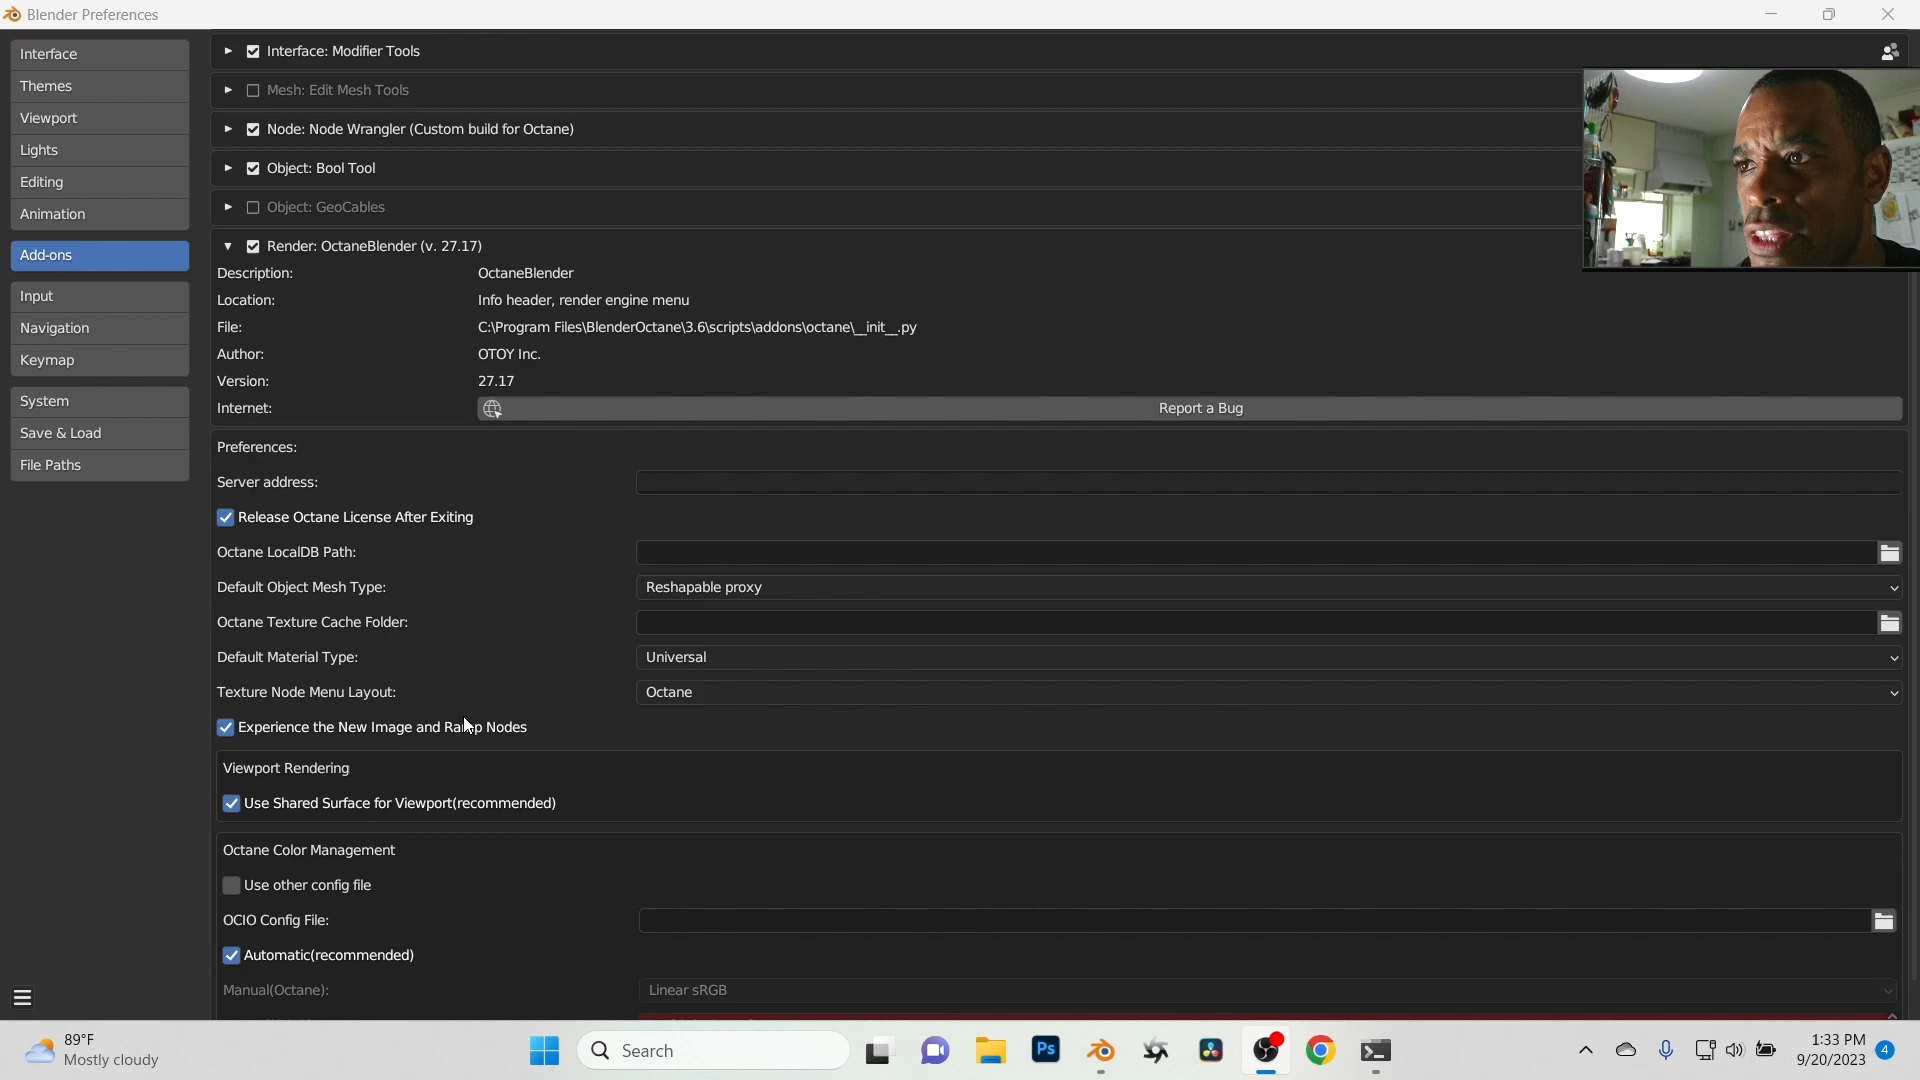 Blender Preferences
Interface
Themes
Viewport
Lights
Editing
Animation
Add-ons
Input
Navigation
Keymap
System
Save & Load
File Paths
Interface: Modifier Tools
Mesh: Edit Mesh Tools
Node: Node Wrangler (Custom build for Octane)
Object: Bool Tool
Object: GeoCables
Render: OctaneBlender (v. 27.17)
Description: OctaneBlender
Location: Info header, render engine menu
File: C:\Program Files\BlenderOctane\3.6\scripts\addons\octane\__init__.py
Author: OTOY Inc.
Version: 27.17
Internet: Report a Bug
Preferences:
Server address:
Release Octane License After Exiting
Octane LocalDB Path:
Default Object Mesh Type: Reshapable proxy
Octane Texture Cache Folder:
Default Material Type: Universal
Texture Node Menu Layout: Octane
Experience the New Image and Ramp Nodes
Viewport Rendering
Use Shared Surface for Viewport(recommended)
Octane Color Management
Use other config file
OCIO Config File:
Automatic(recommended)
Manual(Octane): Linear sRGB
89°F
Mostly cloudy
Search
Ps
1:33 PM
9/20/2023
4